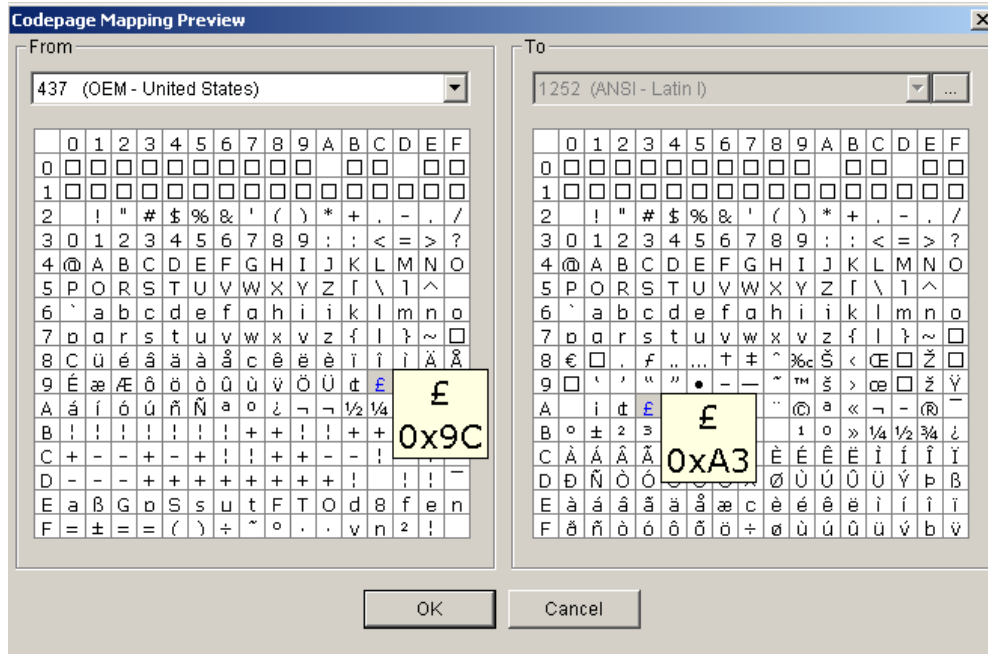 Codepage Mapping Preview
From
437 (OEM - United States)
0 1 2 3 4 5 6 7 8 9 A B C D E F
0 □ □ □ □ □ □ □ □ □ □ □ □ □ □
1 □ □ □ □ □ □ □ □ □ □ □ □ □ □ □ □
2 ! " # $ % & ' ( ) * + , - . /
3 0 1 2 3 4 5 6 7 8 9 : ; < = > ?
4 @ A B C D E F G H I J K L M N O
5 P Q R S T U V W X Y Z [ \ ] ^
6 ` a b c d e f g h i j k l m n o
7 p q r s t u v w x y z { | } ~ □
8 Ç ü é â ä à å ç ê ë è ï î ì Ä Å
9 É æ Æ ô ö ò û ù ÿ Ö Ü ¢ £
A á í ó ú ñ Ñ ª º ¿ ¬ ¬ ½ ¼
B ¦ ¦ ¦ ¦ ¦ ¦ ¦ + + ¦ ¦ + +
C + - - + - + ¦ ¦ + + - - ¦
D - - - + + + + + + + + ¦ ¦ ¦ ¯
E a ß G p S s u t F T O d 8 f e n
F = ± = = ( ) ÷ ˜ ° · · v n ² ¦
£
0x9C
To
1252 (ANSI - Latin I)
...
0 1 2 3 4 5 6 7 8 9 A B C D E F
0 □ □ □ □ □ □ □ □ □ □ □ □ □ □
1 □ □ □ □ □ □ □ □ □ □ □ □ □ □ □ □
2 ! " # $ % & ' ( ) * + , - . /
3 0 1 2 3 4 5 6 7 8 9 : ; < = > ?
4 @ A B C D E F G H I J K L M N O
5 P Q R S T U V W X Y Z [ \ ] ^
6 ` a b c d e f g h i j k l m n o
7 p q r s t u v w x y z { | } ~ □
8 € □ ‚ ƒ „ … † ‡ ˆ ‰ Š ‹ Œ □ Ž □
9 □ ‘ ’ “ ” • – — ˜ ™ š › œ □ ž Ÿ
A ¡ ¢ £ ¨ © ª « ¬ - ® ¯
B ° ± ² ³ ¹ º » ¼ ½ ¾ ¿
C À Á Â Ã È É Ê Ë Ì Í Î Ï
D Ð Ñ Ò Ó Ø Ù Ú Û Ü Ý Þ ß
E à á â ã ä å æ ç è é ê ë ì í î ï
F ð ñ ò ó ô õ ö ÷ ø ù ú û ü ý þ ÿ
£
0xA3
OK
Cancel